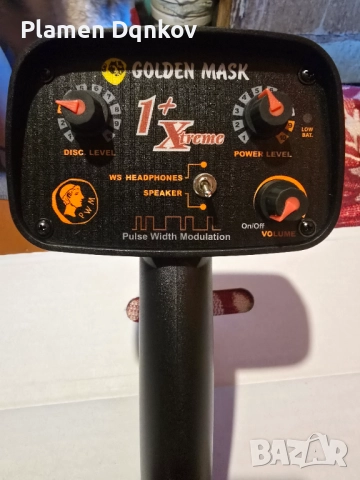 Plamen Dqnkov
GOLDEN MASK
1+
Xtreme
DISC. LEVEL
POWER LEVEL
LOW
BAT.
WS HEADPHONES
SPEAKER
PWM
On/Off
VOLUME
Pulse Width Modulation
BAZAR